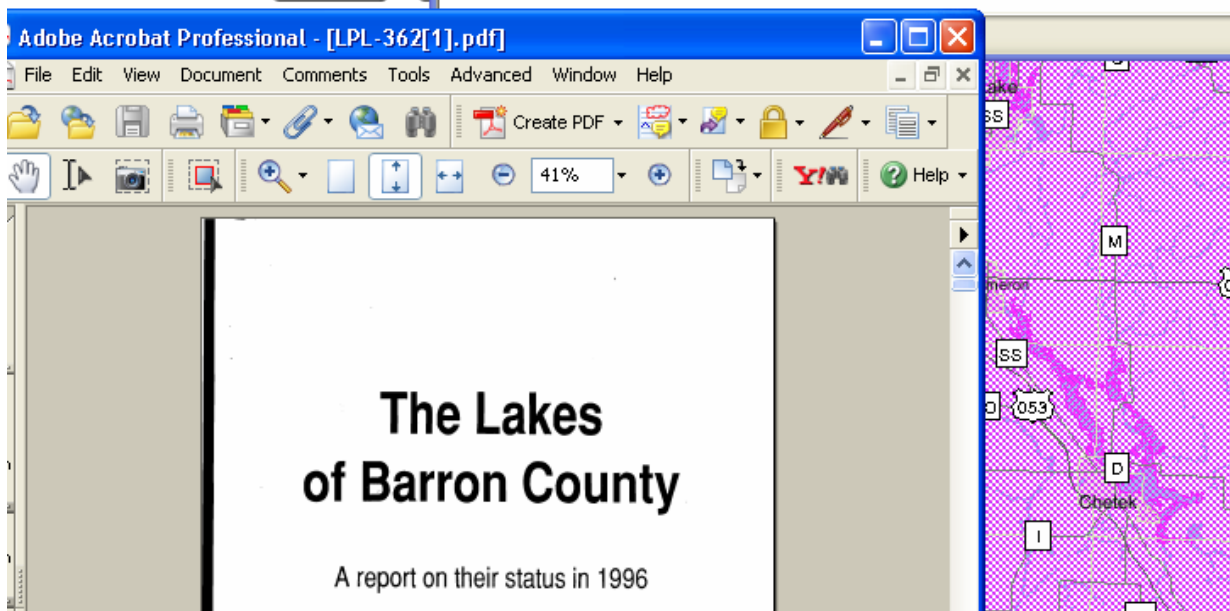 Adobe Acrobat Professional - [LPL-362[1].pdf]
File Edit View Document Comments Tools Advanced Window Help
Create PDF
41%
Y!
Help
The Lakes
of Barron County
A report on their status in 1996
SS
M
SS
053
D
Chetek
I